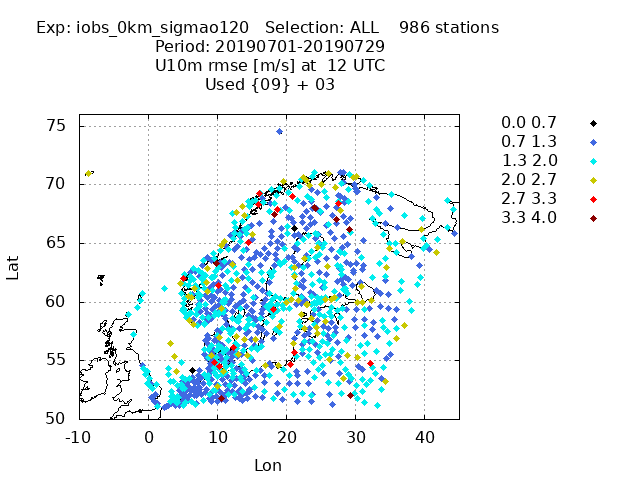 Exp: iobs_0km_sigmao120   Selection: ALL    986 stations
Period: 20190701-20190729
U10m rmse [m/s] at  12 UTC
Used {09} + 03
75
70
65
60
55
50
-10 0 10 20 30 40
Lat
Lon
0.0 0.7
0.7 1.3
1.3 2.0
2.0 2.7
2.7 3.3
3.3 4.0